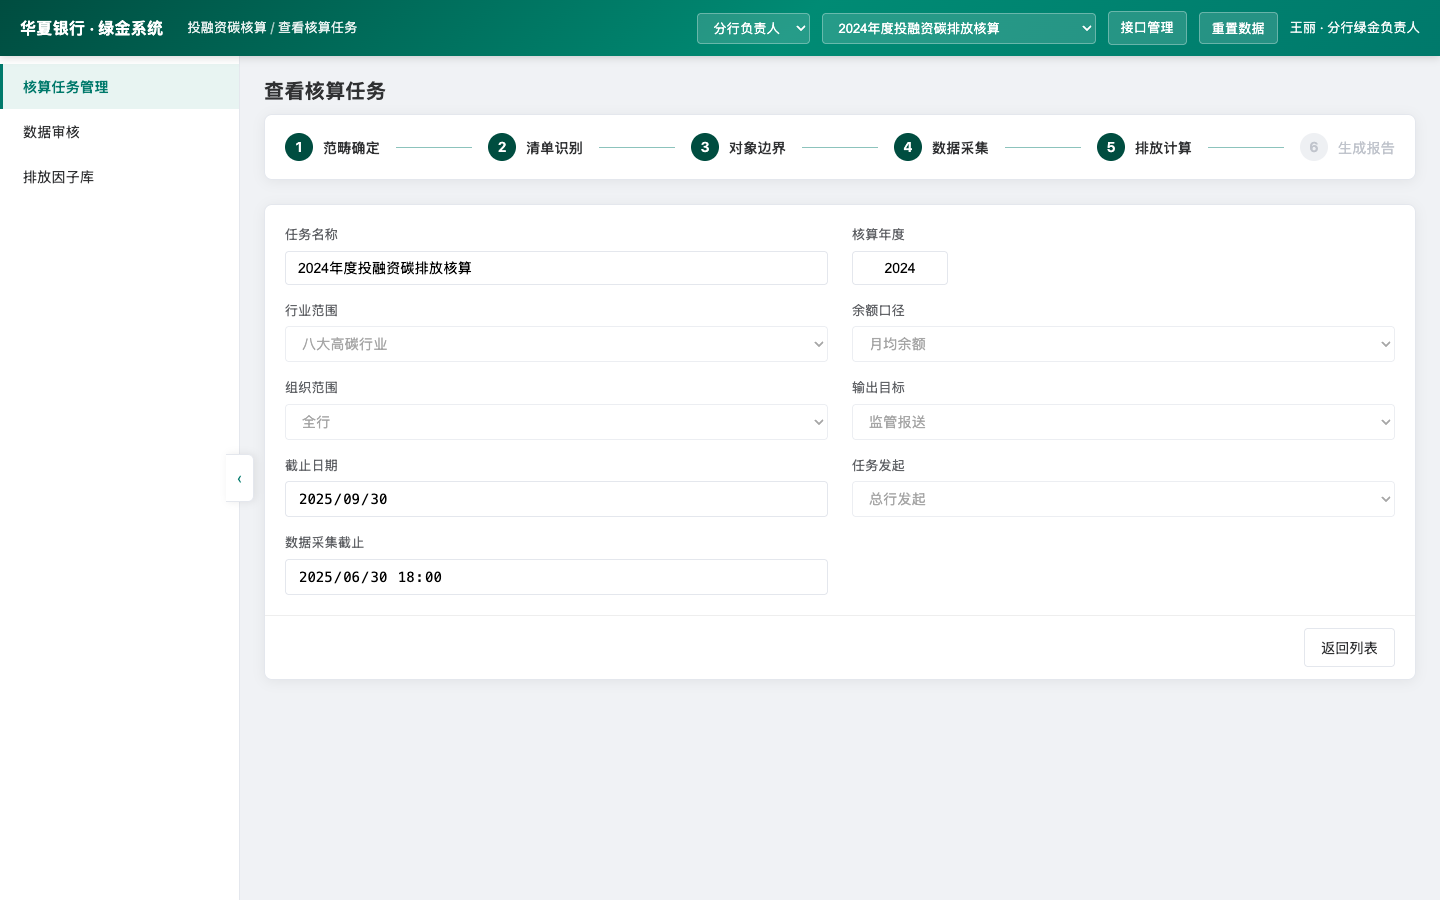 华夏银行 · 绿金系统
投融资碳核算 / 查看核算任务
分行负责人
2024年度投融资碳排放核算
接口管理
重置数据
王丽 · 分行绿金负责人
核算任务管理
数据审核
排放因子库
‹
查看核算任务
1 范畴确定
2 清单识别
3 对象边界
4 数据采集
5 排放计算
6 生成报告
任务名称
2024年度投融资碳排放核算
核算年度
2024
行业范围
八大高碳行业
余额口径
月均余额
组织范围
全行
输出目标
监管报送
截止日期
2025/09/30
任务发起
总行发起
数据采集截止
2025/06/30 18:00
返回列表